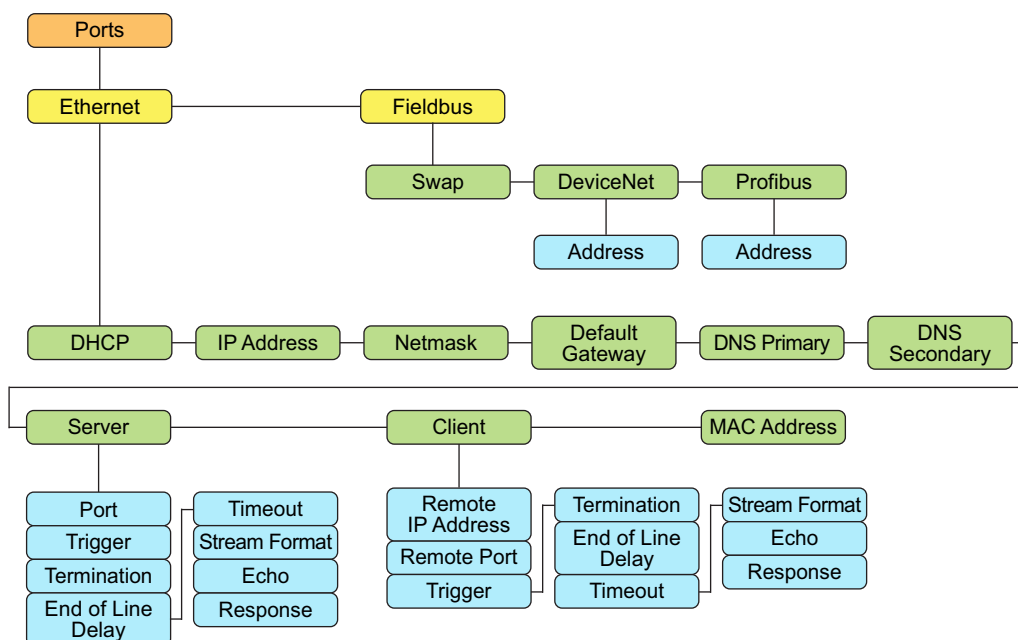 Ports
Ethernet
Fieldbus
Swap
DeviceNet
Profibus
Address
Address
DHCP
IP Address
Netmask
Default
Gateway
DNS Primary
DNS
Secondary
Server
Client
MAC Address
Port
Trigger
Termination
End of Line
Delay
Timeout
Stream Format
Echo
Response
Remote
IP Address
Remote Port
Trigger
Termination
End of Line
Delay
Timeout
Stream Format
Echo
Response